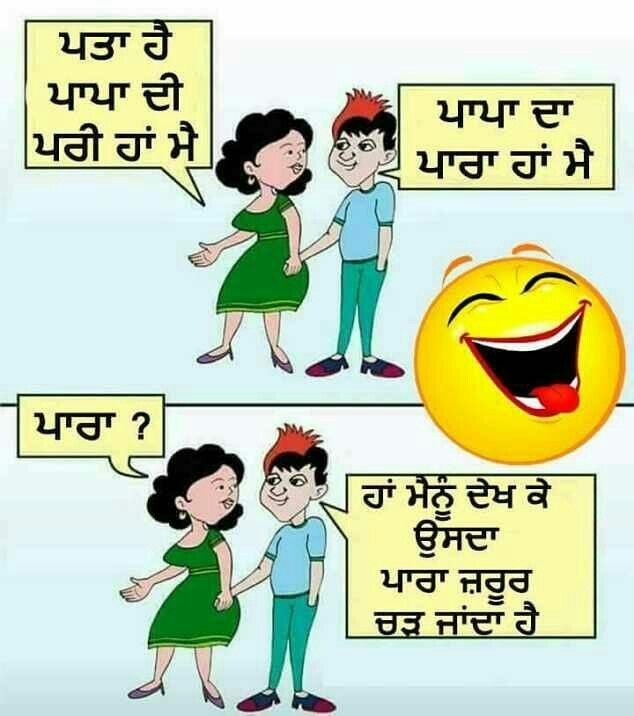 ਪਤਾ ਹੈ
ਪਾਪਾ ਦੀ
ਪਰੀ ਹਾਂ ਮੈ
ਪਾਪਾ ਦਾ
ਪਾਰਾ ਹਾਂ ਮੈ
ਪਾਰਾ ?
ਹਾਂ ਮੈਨੂੰ ਦੇਖ ਕੇ
ਉਸਦਾ
ਪਾਰਾ ਜ਼ਰੂਰ
ਚੜ ਜਾਂਦਾ ਹੈ